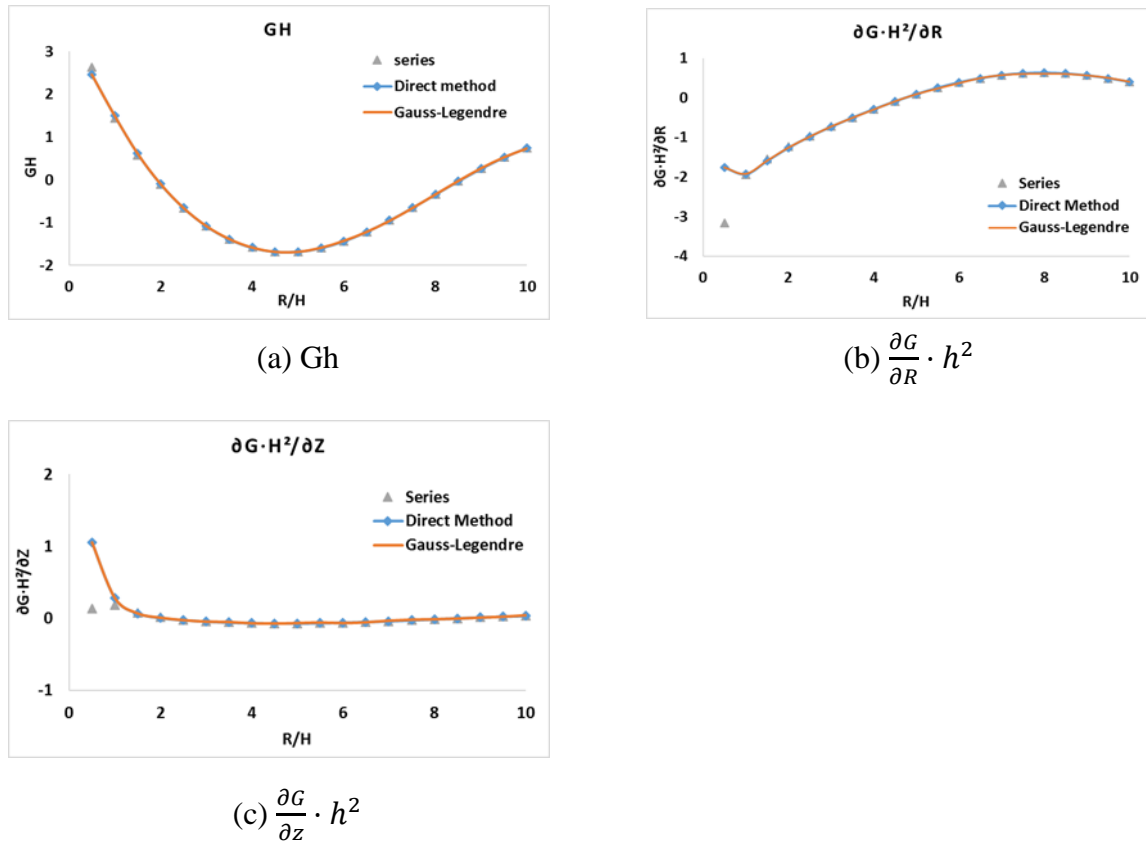 GH
3
2
1
0
-1
-2
GH
series
Direct method
Gauss-Legendre
0 2 4 6 8 10
R/H
(a) Gh
∂G·H²/∂R
1
0
-1
-2
-3
-4
∂G·H²/∂R
Series
Direct Method
Gauss-Legendre
0 2 4 6 8 10
R/H
(b) ∂G/∂R · h²
∂G·H²/∂Z
2
1
0
-1
∂G·H²/∂Z
Series
Direct Method
Gauss-Legendre
0 2 4 6 8 10
R/H
(c) ∂G/∂z · h²